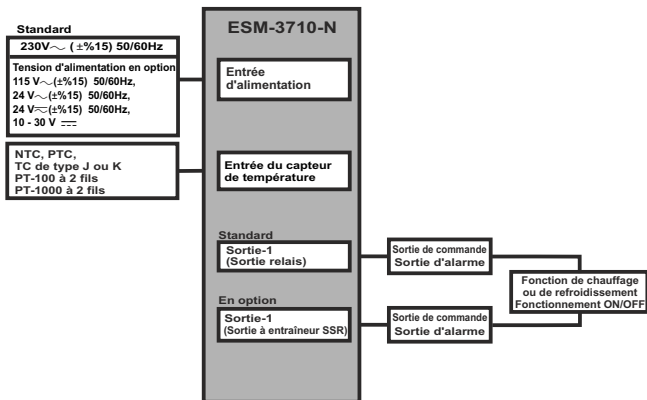 Standard
230V~ (±%15) 50/60Hz
Tension d'alimentation en option
115 V~(±%15) 50/60Hz,
24 V~(±%15) 50/60Hz,
24 V⏦(±%15) 50/60Hz,
10 - 30 V ⎓
NTC, PTC,
TC de type J ou K
PT-100 à 2 fils
PT-1000 à 2 fils
ESM-3710-N
Entrée
d'alimentation
Entrée du capteur
de température
Standard
Sortie-1
(Sortie relais)
En option
Sortie-1
(Sortie à entraîneur SSR)
Sortie de commande
Sortie d'alarme
Sortie de commande
Sortie d'alarme
Fonction de chauffage
ou de refroidissement
Fonctionnement ON/OFF